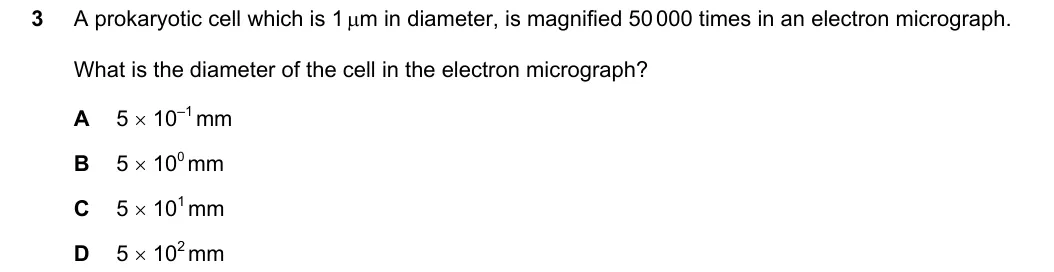 3 A prokaryotic cell which is 1 μm in diameter, is magnified 50 000 times in an electron micrograph.
What is the diameter of the cell in the electron micrograph?
A 5 × 10⁻¹ mm
B 5 × 10⁰ mm
C 5 × 10¹ mm
D 5 × 10² mm